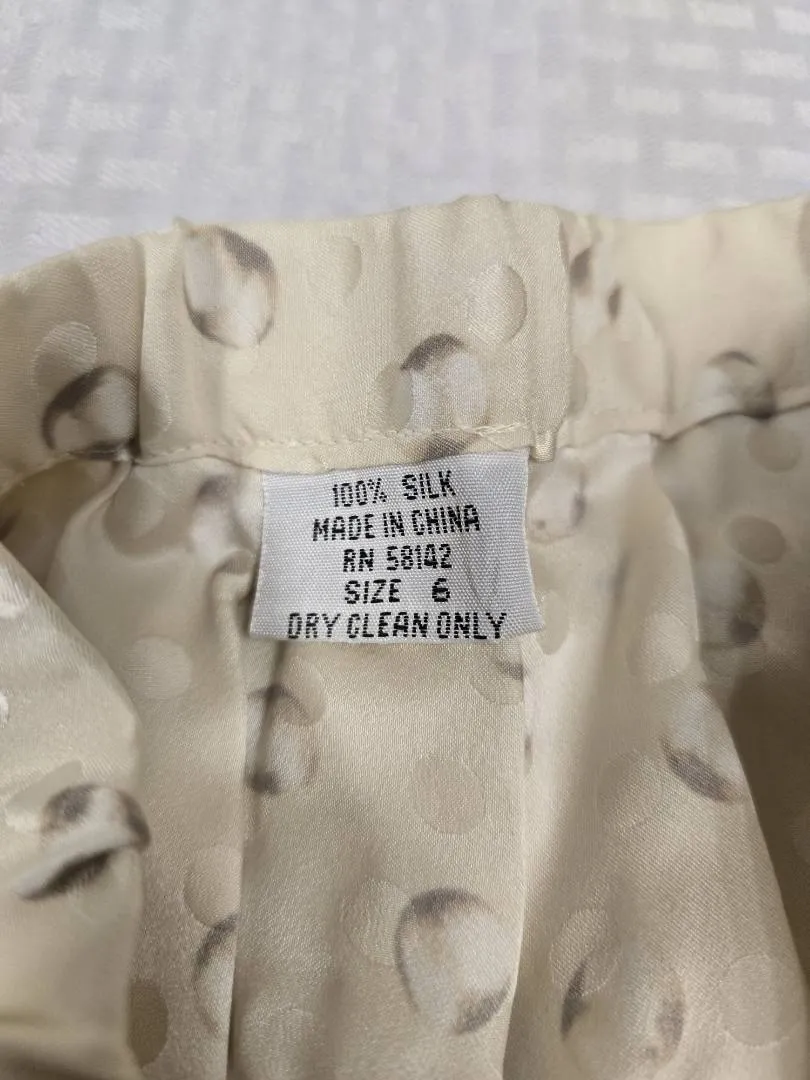 100% SILK
MADE IN CHINA
RN 58142
SIZE 6
DRY CLEAN ONLY